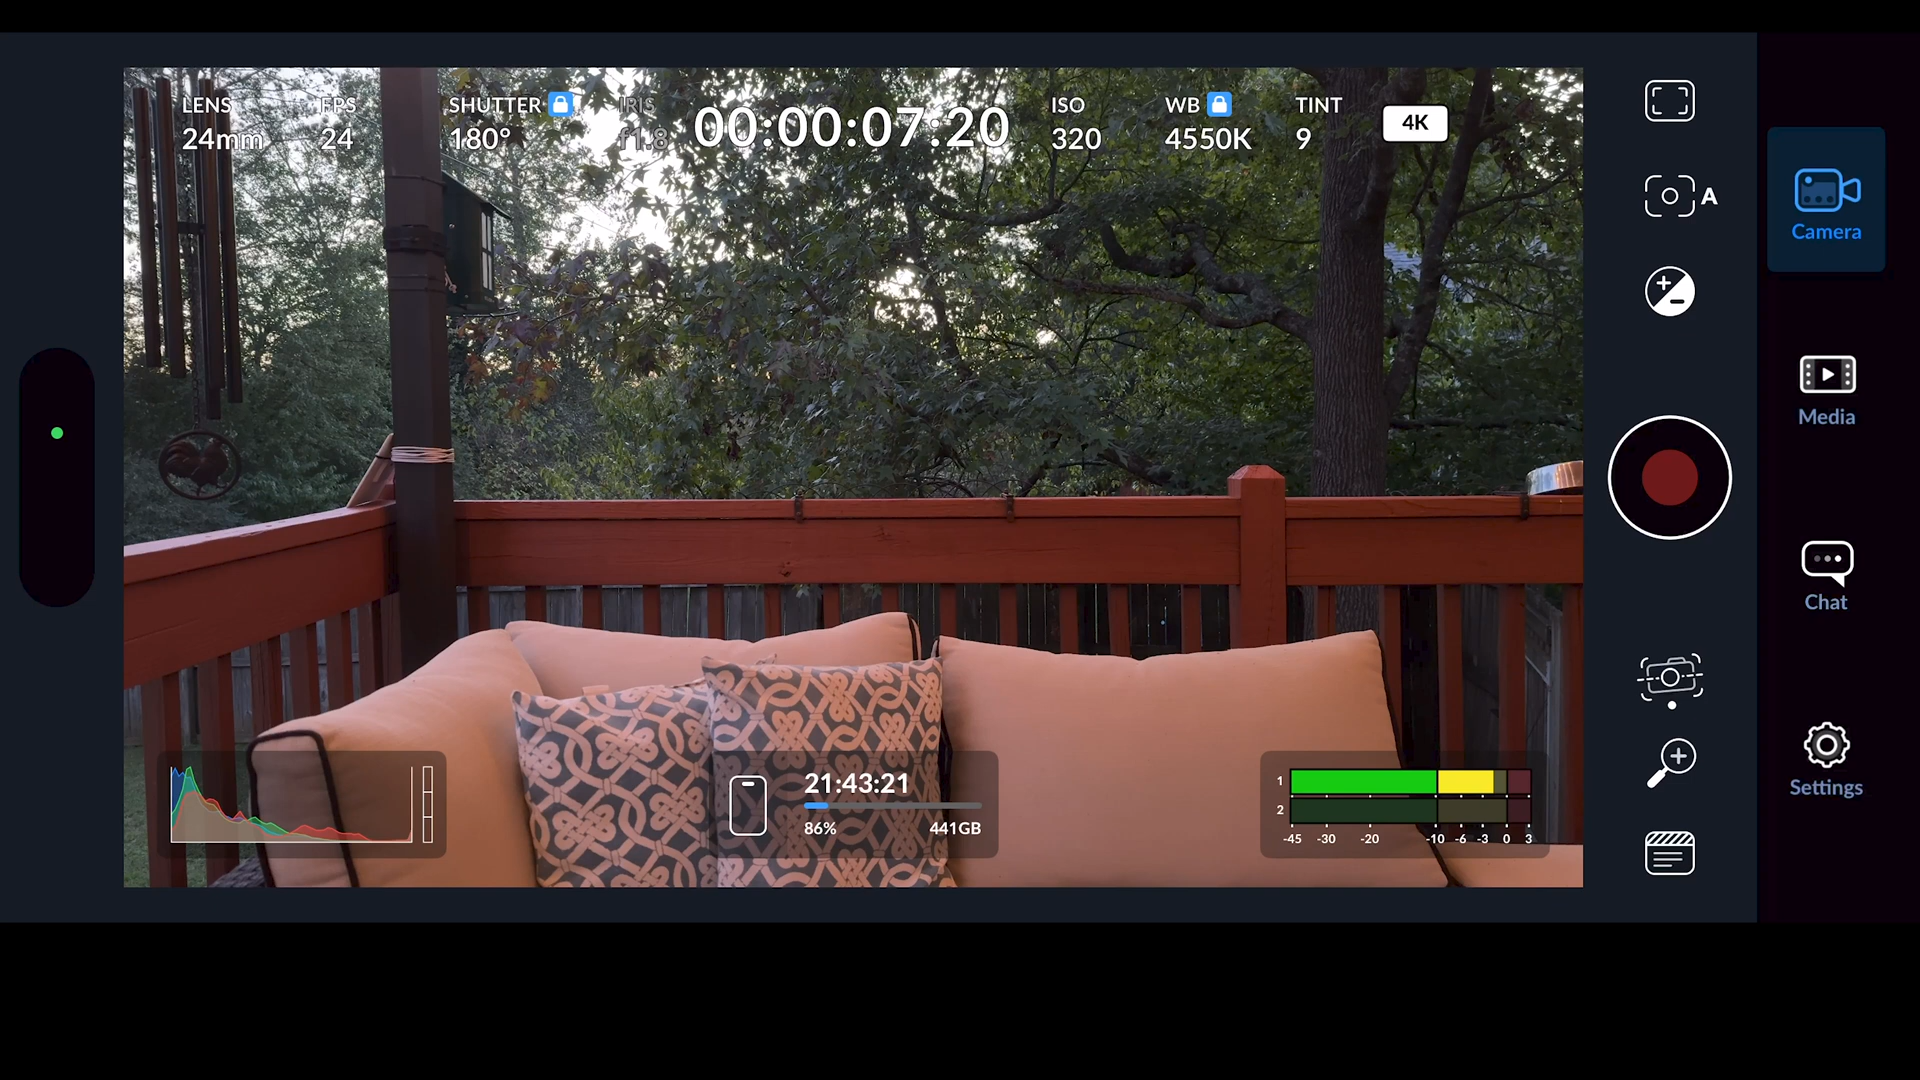 LENS FPS SHUTTER IRIS 00:00:07:20 ISO WB TINT 4K
24mm 24 180° f1.8 320 4550K 9
A
Camera
Media
Chat
Settings
21:43:21
86% 441GB
1
2
-45 -30 -20 -10 -6 -3 0 3